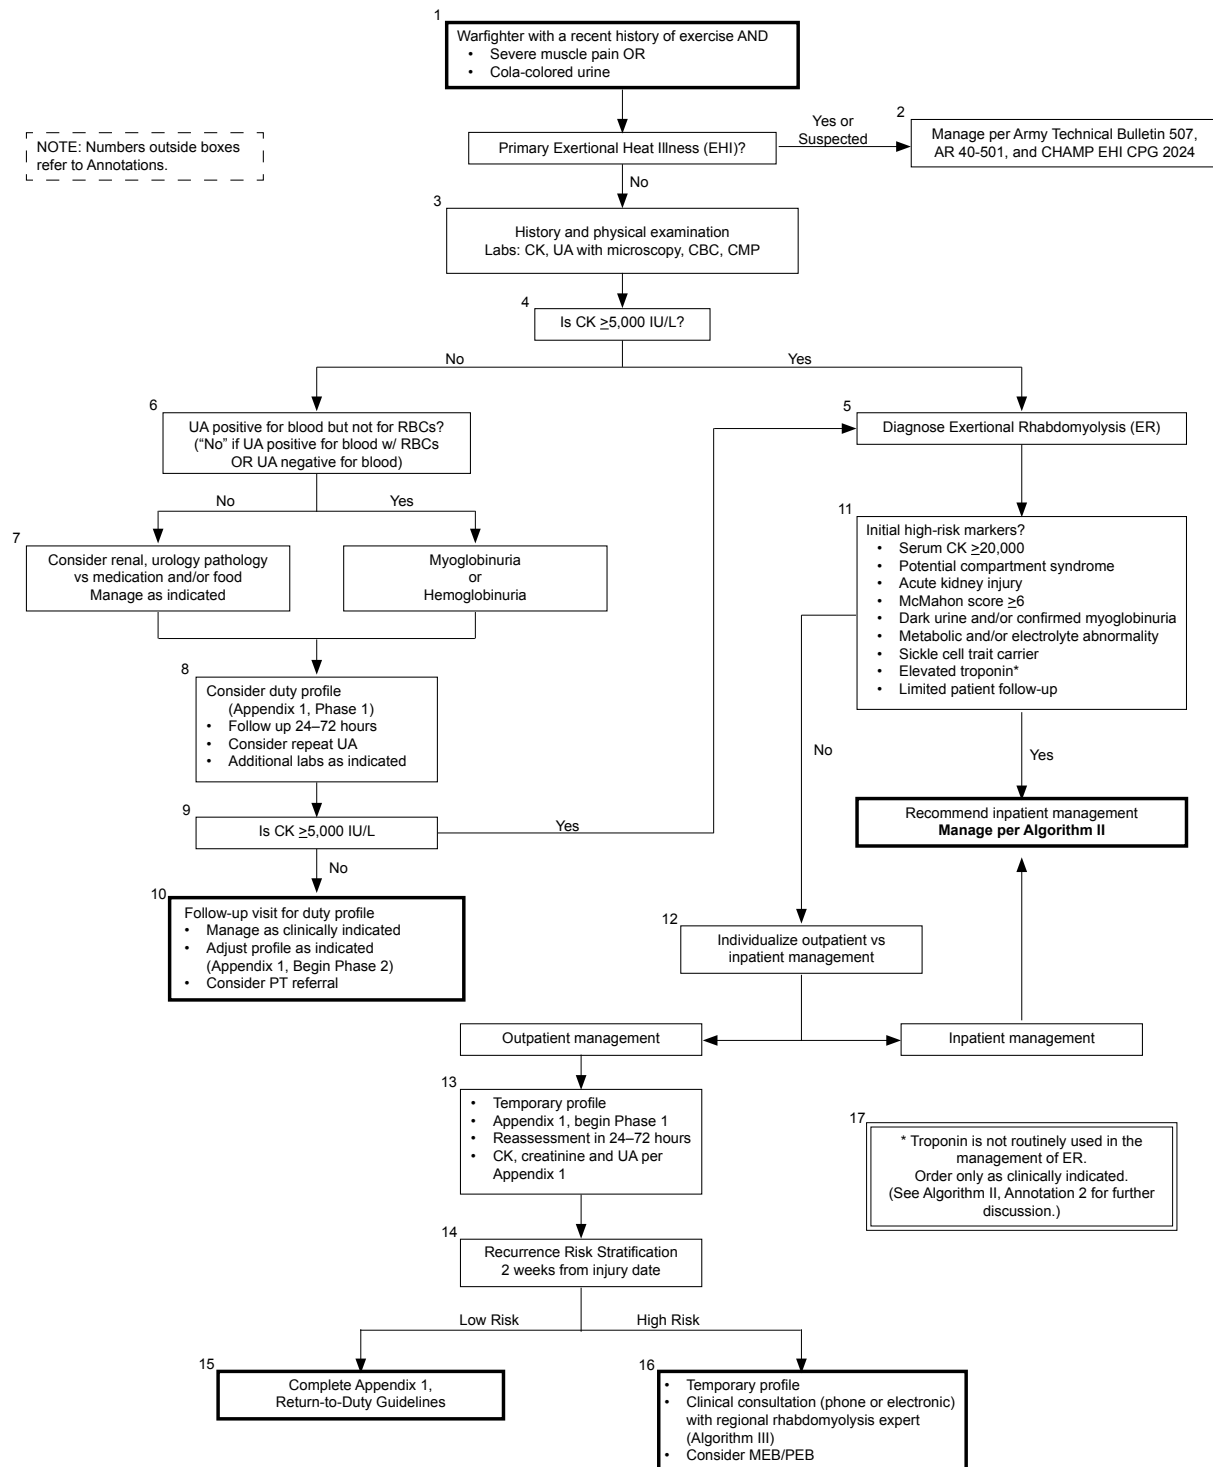 1
Warfighter with a recent history of exercise AND
• Severe muscle pain OR
• Cola-colored urine
NOTE: Numbers outside boxes
refer to Annotations.
Primary Exertional Heat Illness (EHI)?
Yes or
Suspected
2
Manage per Army Technical Bulletin 507,
AR 40-501, and CHAMP EHI CPG 2024
No
3
History and physical examination
Labs: CK, UA with microscopy, CBC, CMP
4
Is CK ≥5,000 IU/L?
No
Yes
6
UA positive for blood but not for RBCs?
(“No” if UA positive for blood w/ RBCs
OR UA negative for blood)
5
Diagnose Exertional Rhabdomyolysis (ER)
No
Yes
7
Consider renal, urology pathology
vs medication and/or food
Manage as indicated
Myoglobinuria
or
Hemoglobinuria
11
Initial high-risk markers?
• Serum CK ≥20,000
• Potential compartment syndrome
• Acute kidney injury
• McMahon score ≥6
• Dark urine and/or confirmed myoglobinuria
• Metabolic and/or electrolyte abnormality
• Sickle cell trait carrier
• Elevated troponin*
• Limited patient follow-up
8
Consider duty profile
(Appendix 1, Phase 1)
• Follow up 24–72 hours
• Consider repeat UA
• Additional labs as indicated
No
Yes
9
Is CK ≥5,000 IU/L
Yes
Recommend inpatient management
Manage per Algorithm II
No
10
Follow-up visit for duty profile
• Manage as clinically indicated
• Adjust profile as indicated
(Appendix 1, Begin Phase 2)
• Consider PT referral
12
Individualize outpatient vs
inpatient management
Outpatient management
Inpatient management
13
• Temporary profile
• Appendix 1, begin Phase 1
• Reassessment in 24–72 hours
• CK, creatinine and UA per
Appendix 1
17
* Troponin is not routinely used in the
management of ER.
Order only as clinically indicated.
(See Algorithm II, Annotation 2 for further
discussion.)
14
Recurrence Risk Stratification
2 weeks from injury date
Low Risk
High Risk
15
Complete Appendix 1,
Return-to-Duty Guidelines
16
• Temporary profile
• Clinical consultation (phone or electronic)
with regional rhabdomyolysis expert
(Algorithm III)
• Consider MEB/PEB